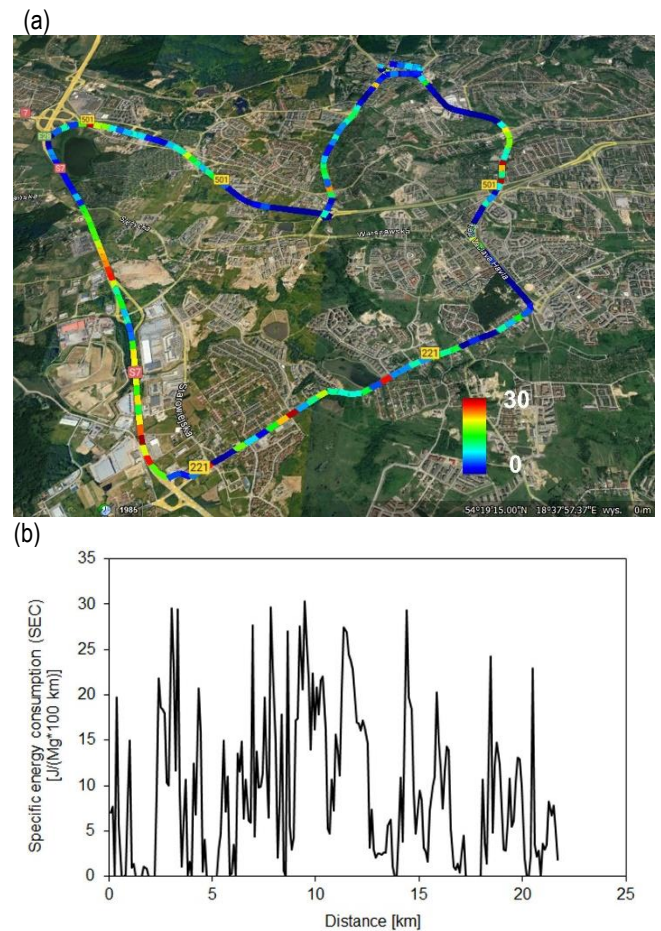 (a)
7
501
S7
501
501
Warszawska
221
S7
30
0
221
1985
54°19'15.00"N 18°37'57.37"E wys. 0 m
(b)
Specific energy consumption (SEC)
[J/(Mg*100 km)]
35
30
25
20
15
10
5
0
0 5 10 15 20 25
Distance [km]